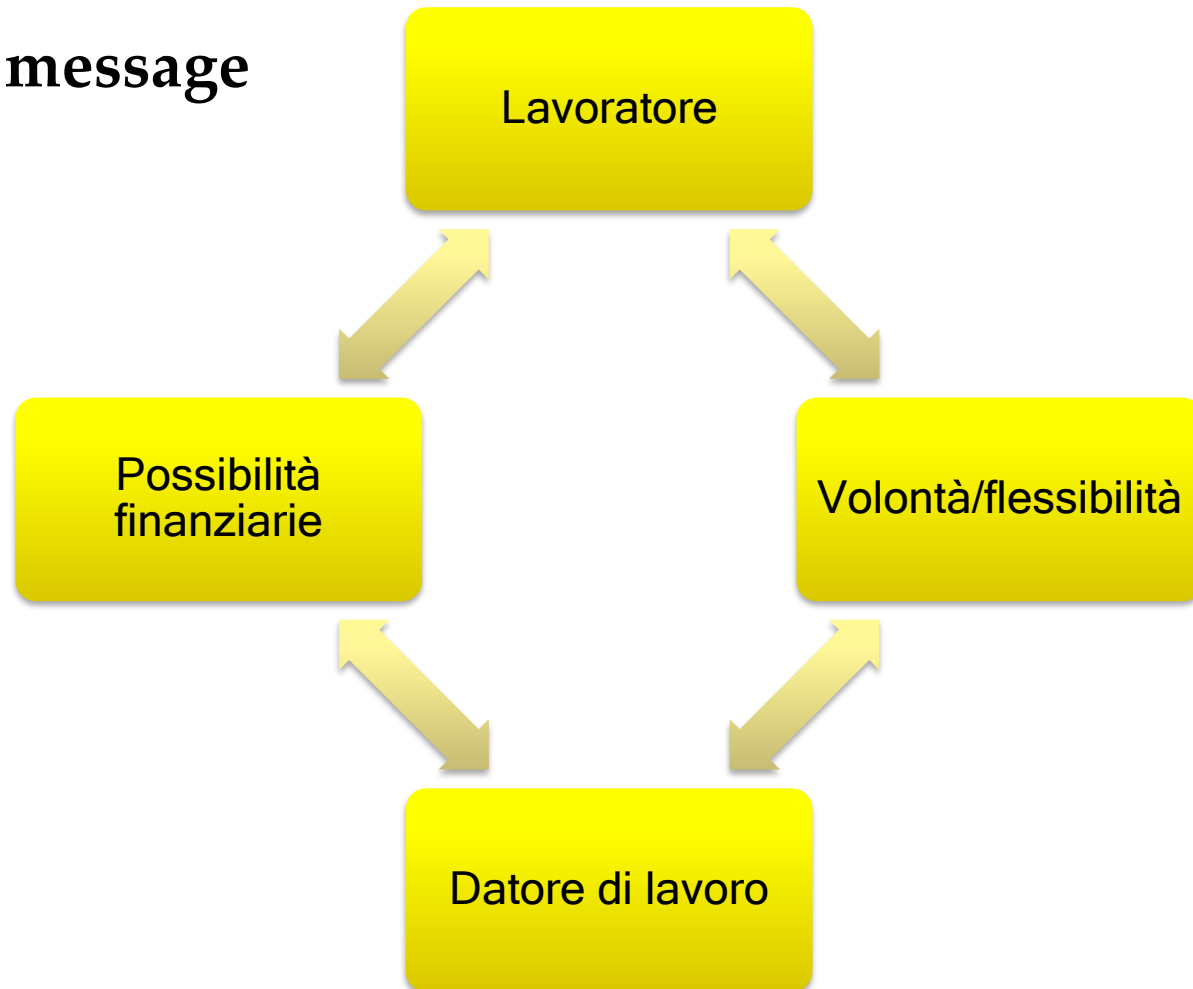 message
Lavoratore
Possibilità
finanziarie
Volontà/flessibilità
Datore di lavoro